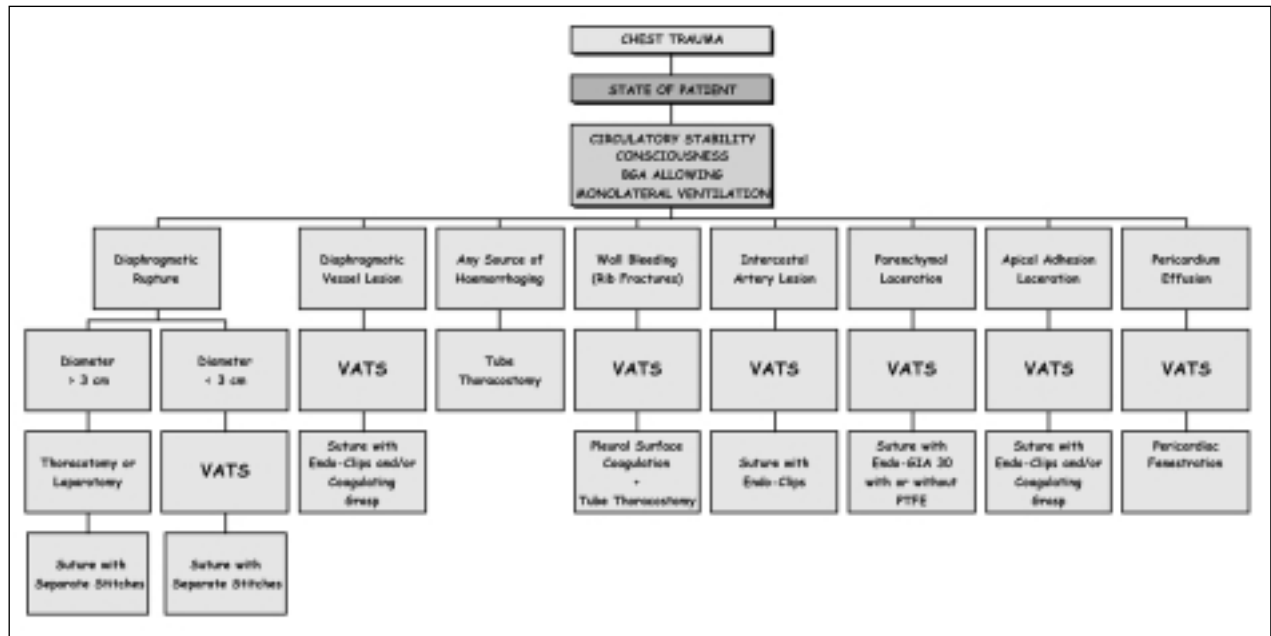 CHEST TRAUMA
STATE OF PATIENT
CIRCULATORY STABILITY
CONSCIOUSNESS
BGA ALLOWING
MONOLATERAL VENTILATION
Diaphragmatic
Rupture
Diaphragmatic
Vessel Lesion
Any Source of
Haemorrhaging
Wall Bleeding
(Rib Fractures)
Intercostal
Artery Lesion
Parenchymal
Laceration
Apical Adhesion
Laceration
Pericardium
Effusion
Diameter
> 3 cm
Diameter
< 3 cm
VATS
Tube
Thoracostomy
VATS
VATS
VATS
VATS
VATS
Thoracotomy or
Laparotomy
VATS
Suture with
Endo-Clips and/or
Coagulating
Grasp
Pleural Surface
Coagulation
+
Tube Thoracostomy
Suture with
Endo-Clips
Suture with
Endo-GIA 30
with or without
PTFE
Suture with
Endo-Clips and/or
Coagulating
Grasp
Pericardiac
Fenestration
Suture with
Separate Stitches
Suture with
Separate Stitches